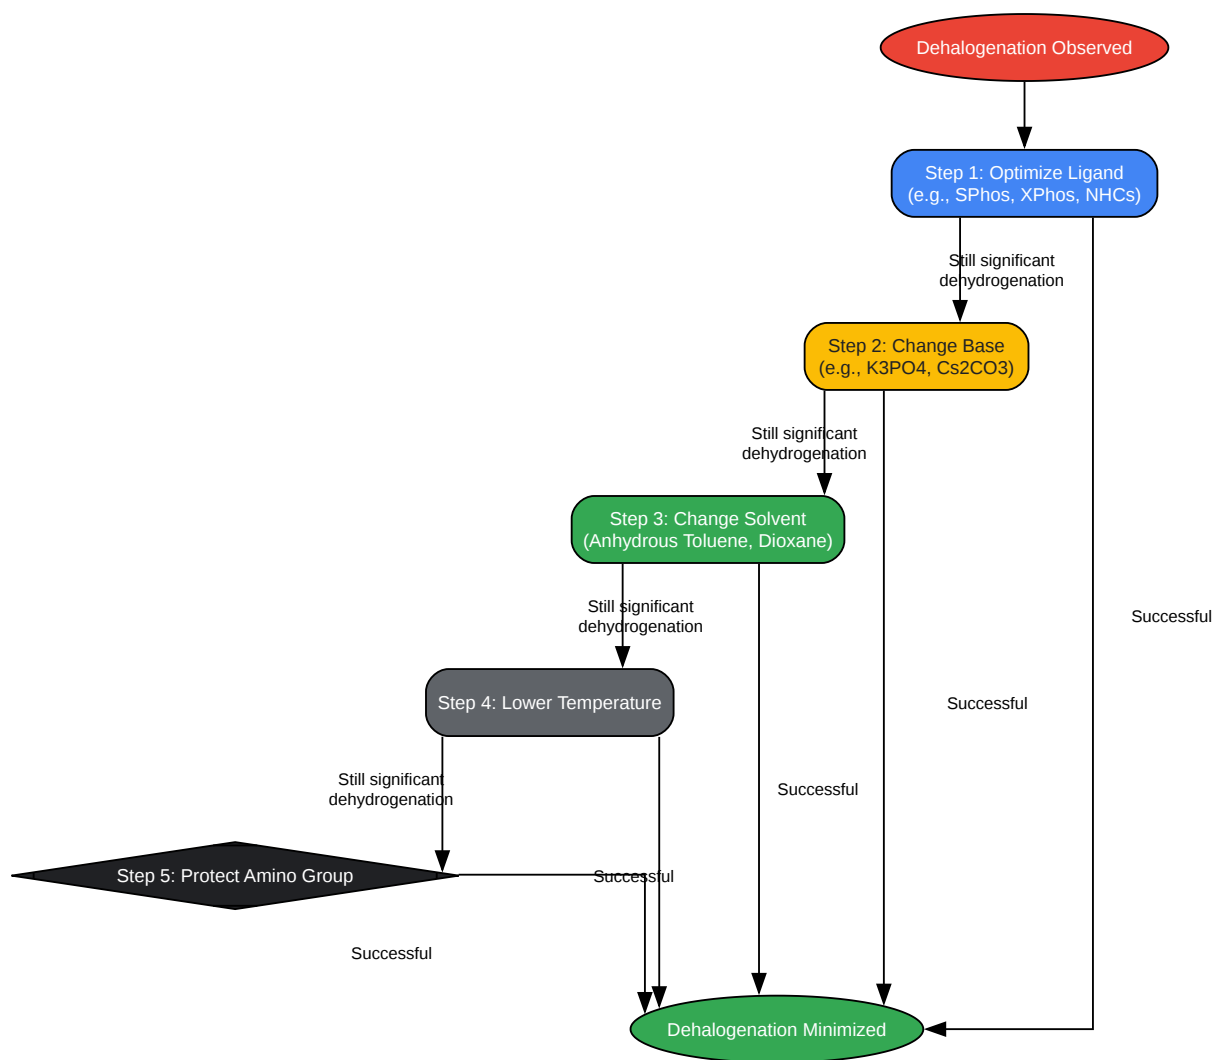 Dehalogenation Observed
Step 1: Optimize Ligand
(e.g., SPhos, XPhos, NHCs)
Still significant
dehydrogenation
Step 2: Change Base
(e.g., K3PO4, Cs2CO3)
Still significant
dehydrogenation
Step 3: Change Solvent
(Anhydrous Toluene, Dioxane)
Still significant
dehydrogenation
Successful
Step 4: Lower Temperature
Successful
Still significant
dehydrogenation
Successful
Step 5: Protect Amino Group
Successful
Successful
Dehalogenation Minimized